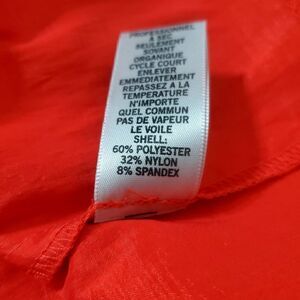 PROFESSIONNEL
A SEC
SEULEMENT
SOVANT
ORGANIQUE
CYCLE COURT
ENLEVER
EMMEDIATEMENT
REPASSEZ A LA
TEMPERATURE
N'IMPORTE
QUEL COMMUN
PAS DE VAPEUR
LE VOILE
SHELL:
60% POLYESTER
32% NYLON
8% SPANDEX